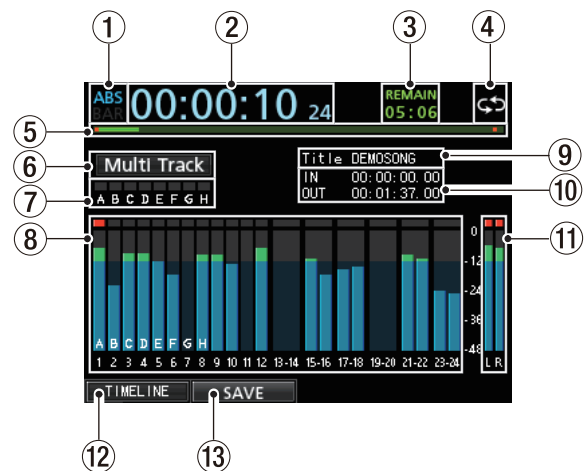 1 2 3 4
ABS 00:00:10 24 REMAIN
BAR 05:06
5
6 Multi Track Title DEMOSONG 9
IN 00:00:00.00
OUT 00:01:37.00 10
7 A B C D E F G H
8 0 11
-12
-24
-36
-48
A B C D E F G H
1 2 3 4 5 6 7 8 9 10 11 12 13-14 15-16 17-18 19-20 21-22 23-24 L R
TIMELINE SAVE
12 13